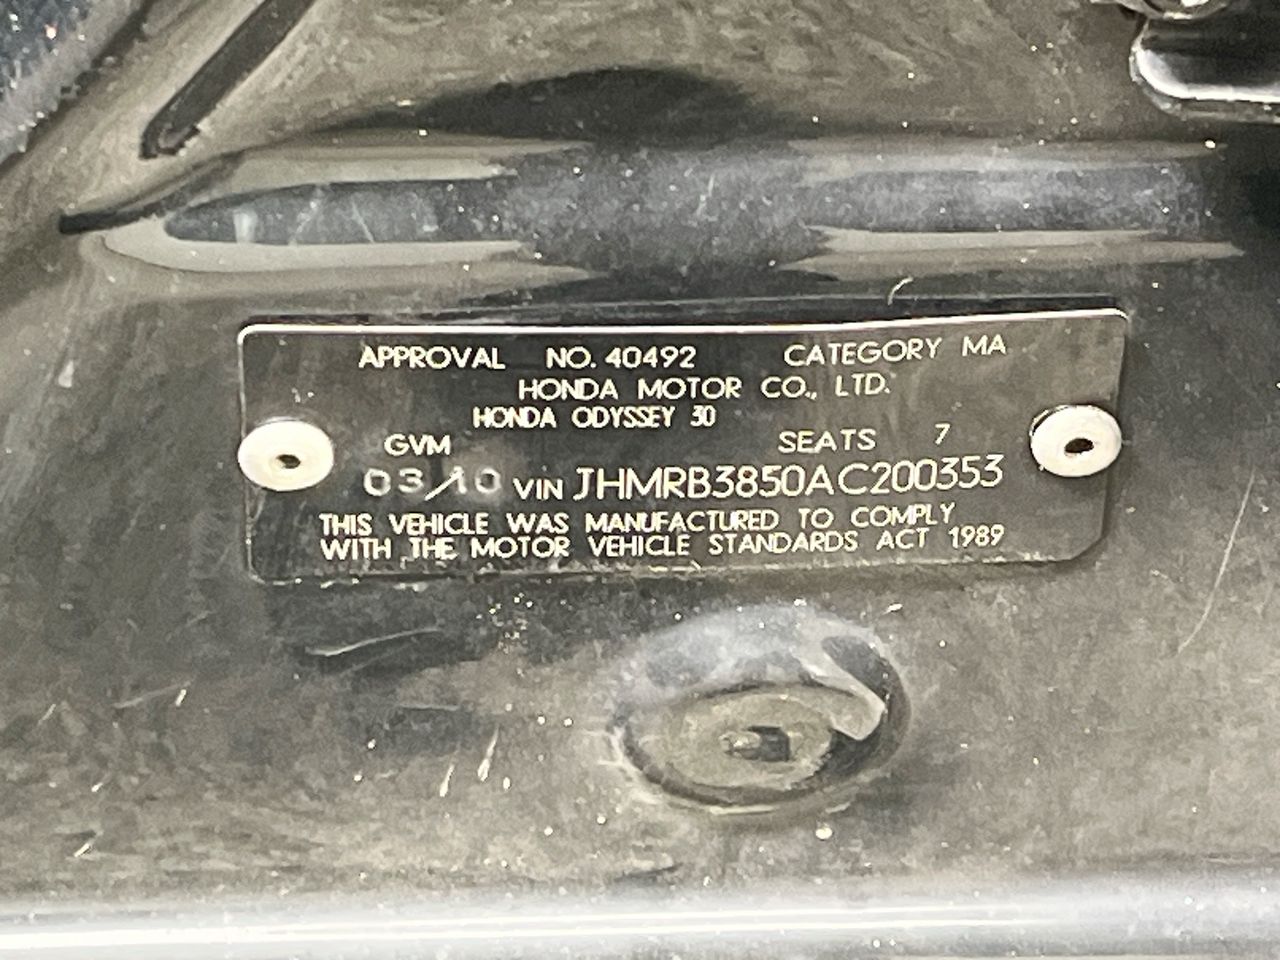 APPROVAL NO. 40492 CATEGORY MA
HONDA MOTOR CO., LTD.
HONDA ODYSSEY 30
GVM SEATS 7
03/10 VIN JHMRB3850AC200353
THIS VEHICLE WAS MANUFACTURED TO COMPLY
WITH THE MOTOR VEHICLE STANDARDS ACT 1989